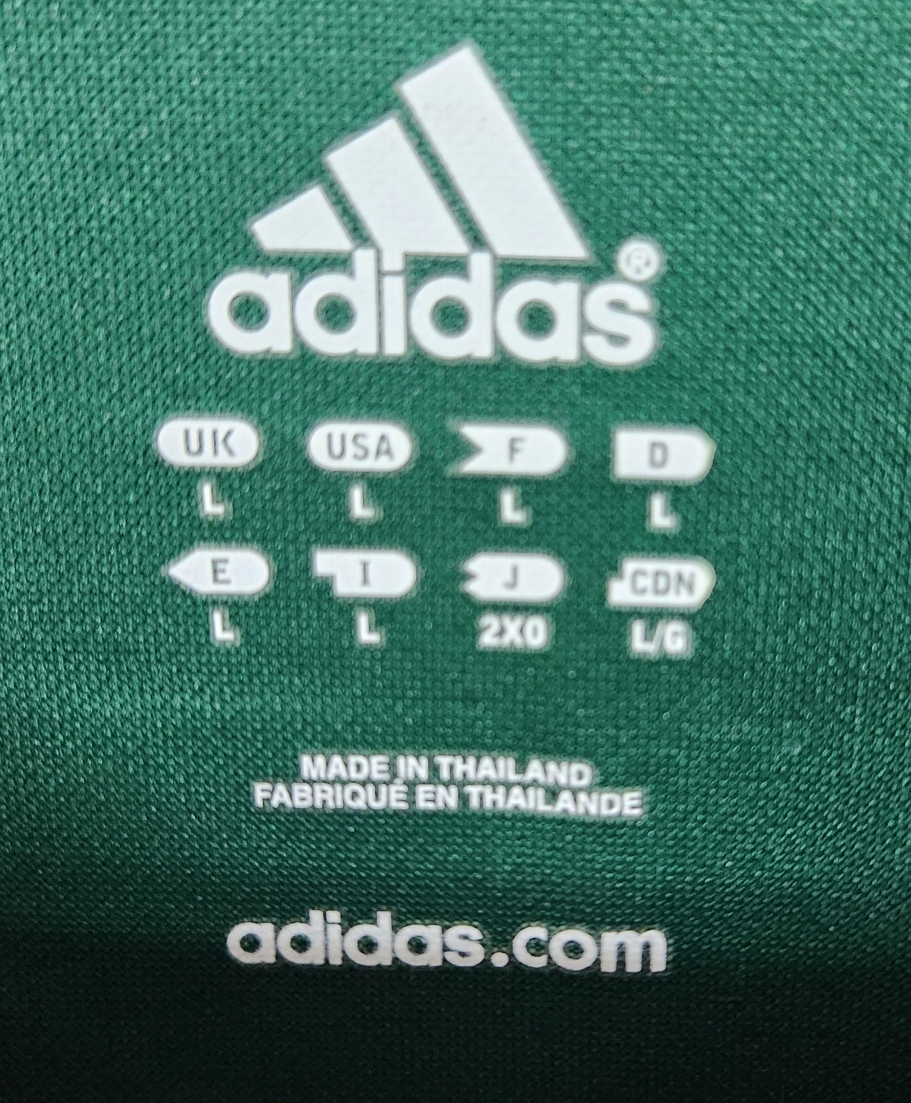 adidas®
UK USA F D
L L L L
E I J CDN
L L 2XO L/G
MADE IN THAILAND
FABRIQUÉ EN THAILANDE
adidas.com